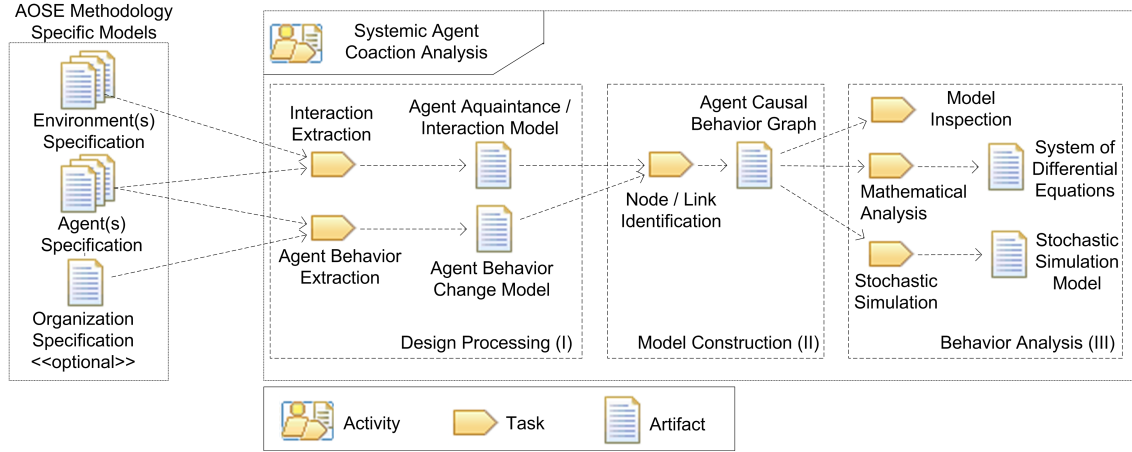 AOSE Methodology
Specific Models
Environment(s)
Specification
Agent(s)
Specification
Organization
Specification
<<optional>>
Systemic Agent
Coaction Analysis
Interaction
Extraction
Agent Aquaintance /
Interaction Model
Agent Behavior
Extraction
Agent Behavior
Change Model
Design Processing (I)
Node / Link
Identification
Agent Causal
Behavior Graph
Model Construction (II)
Model
Inspection
Mathematical
Analysis
System of
Differential
Equations
Stochastic
Simulation
Stochastic
Simulation
Model
Behavior Analysis (III)
Activity
Task
Artifact